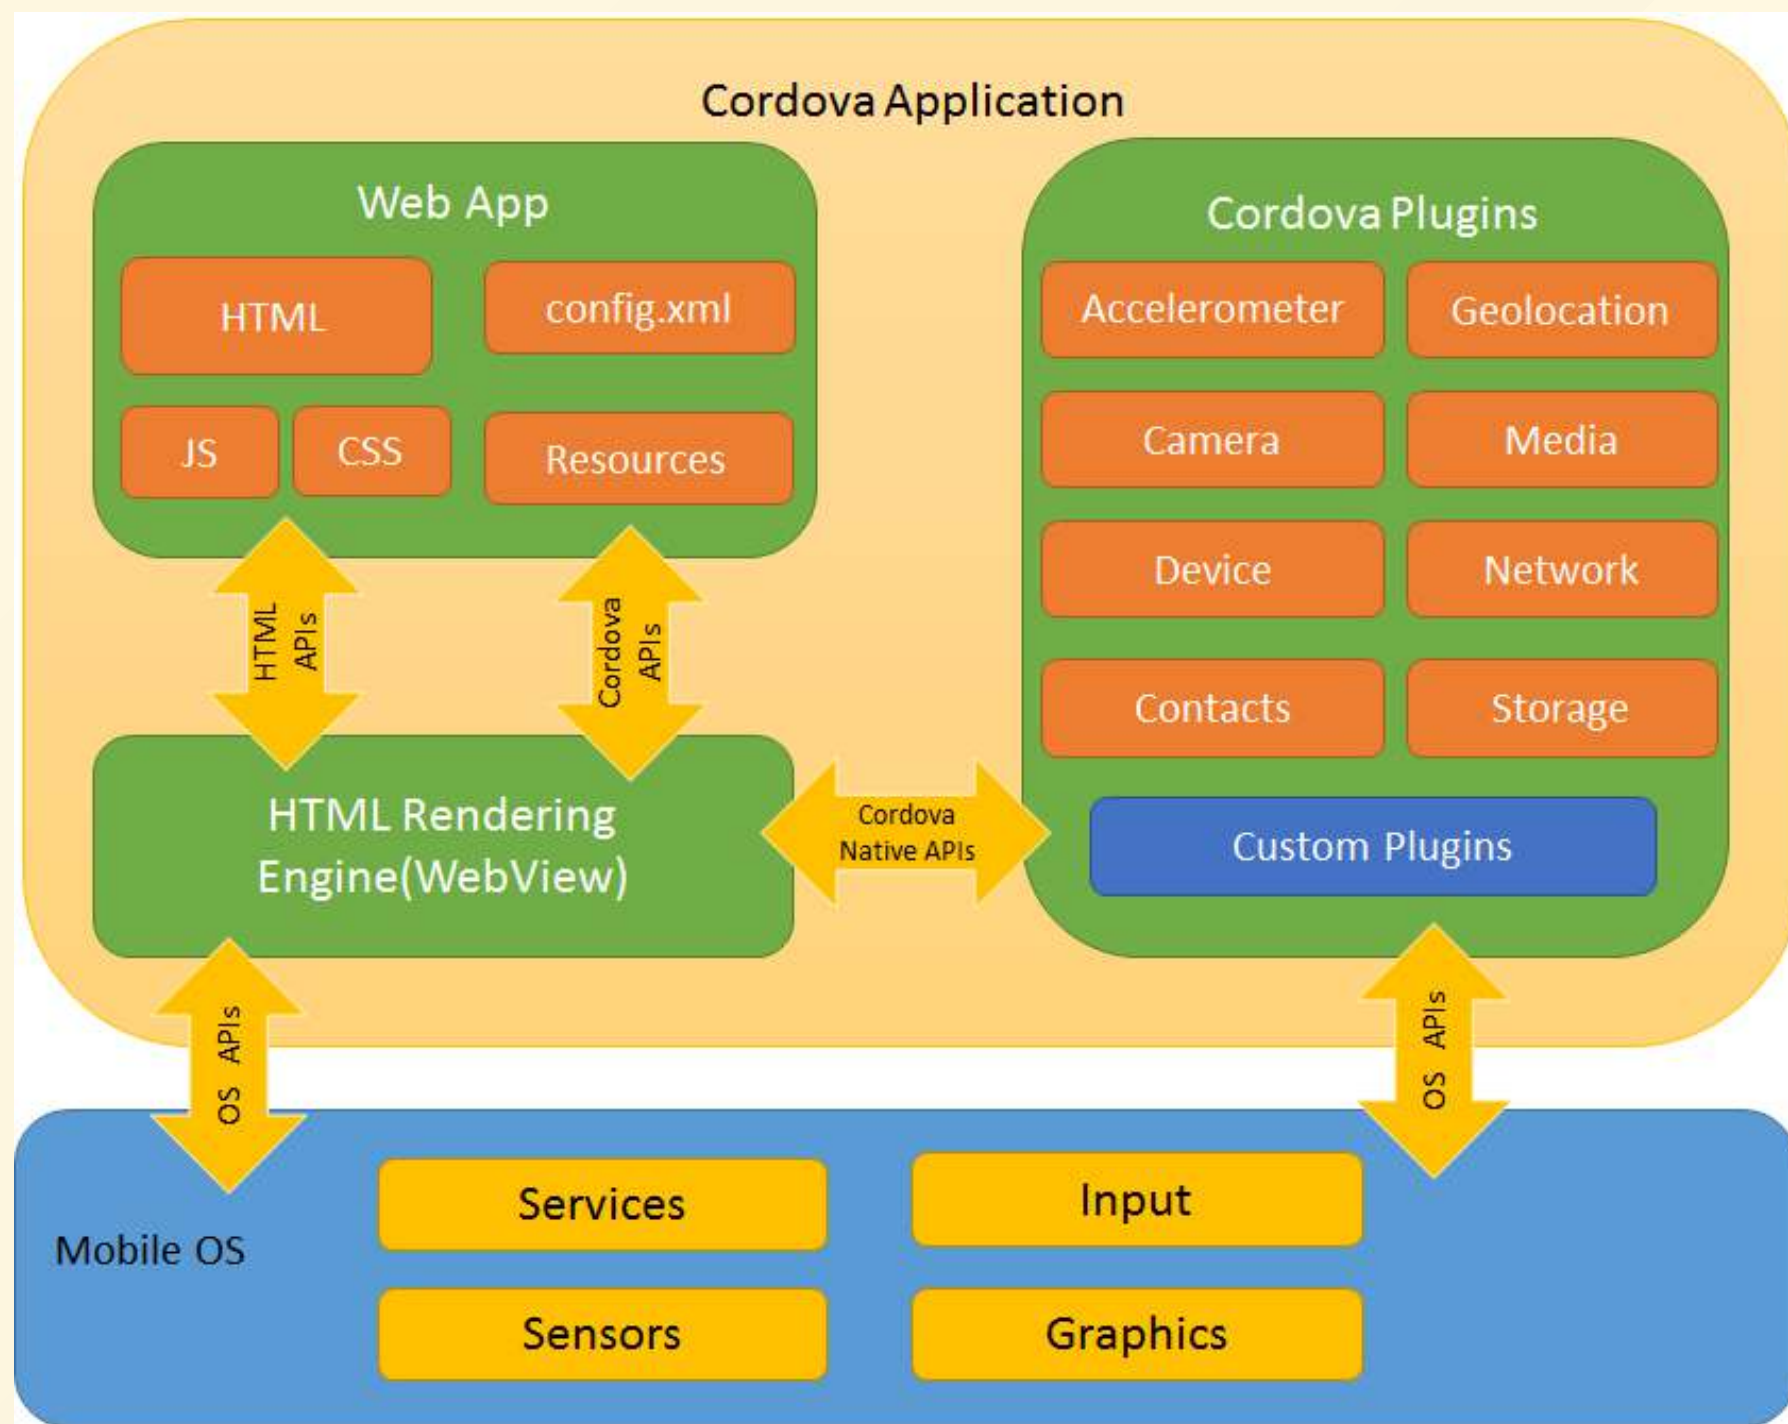 Cordova Application
Web App
HTML
config.xml
JS
CSS
Resources
HTML
APIs
Cordova
APIs
HTML Rendering
Engine(WebView)
Cordova
Native APIs
Cordova Plugins
Accelerometer
Geolocation
Camera
Media
Device
Network
Contacts
Storage
Custom Plugins
OS APIs
OS APIs
Mobile OS
Services
Input
Sensors
Graphics